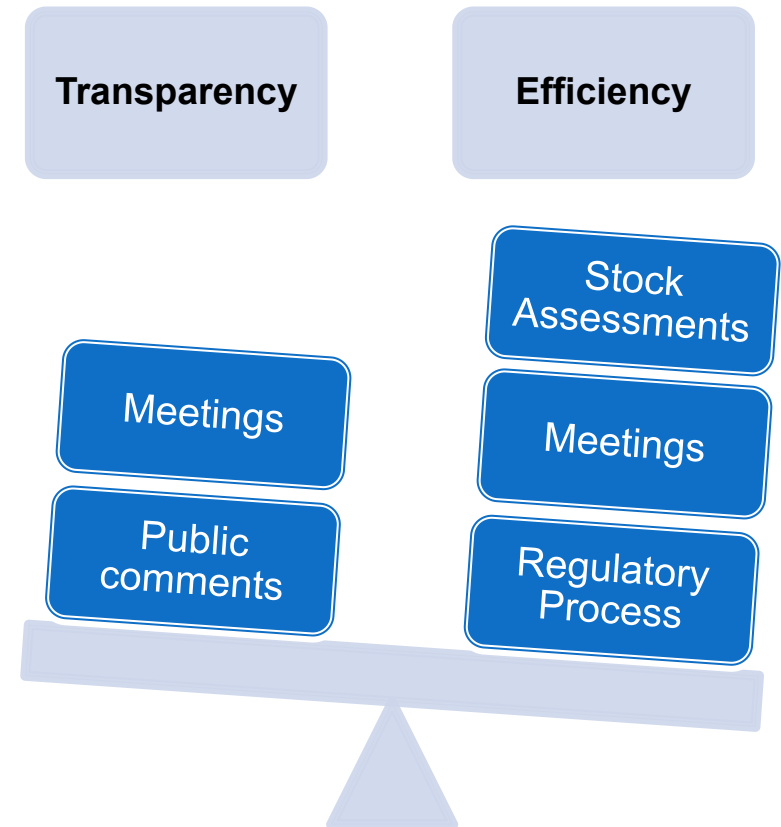 Transparency
Efficiency
Meetings
Public
comments
Stock
Assessments
Meetings
Regulatory
Process